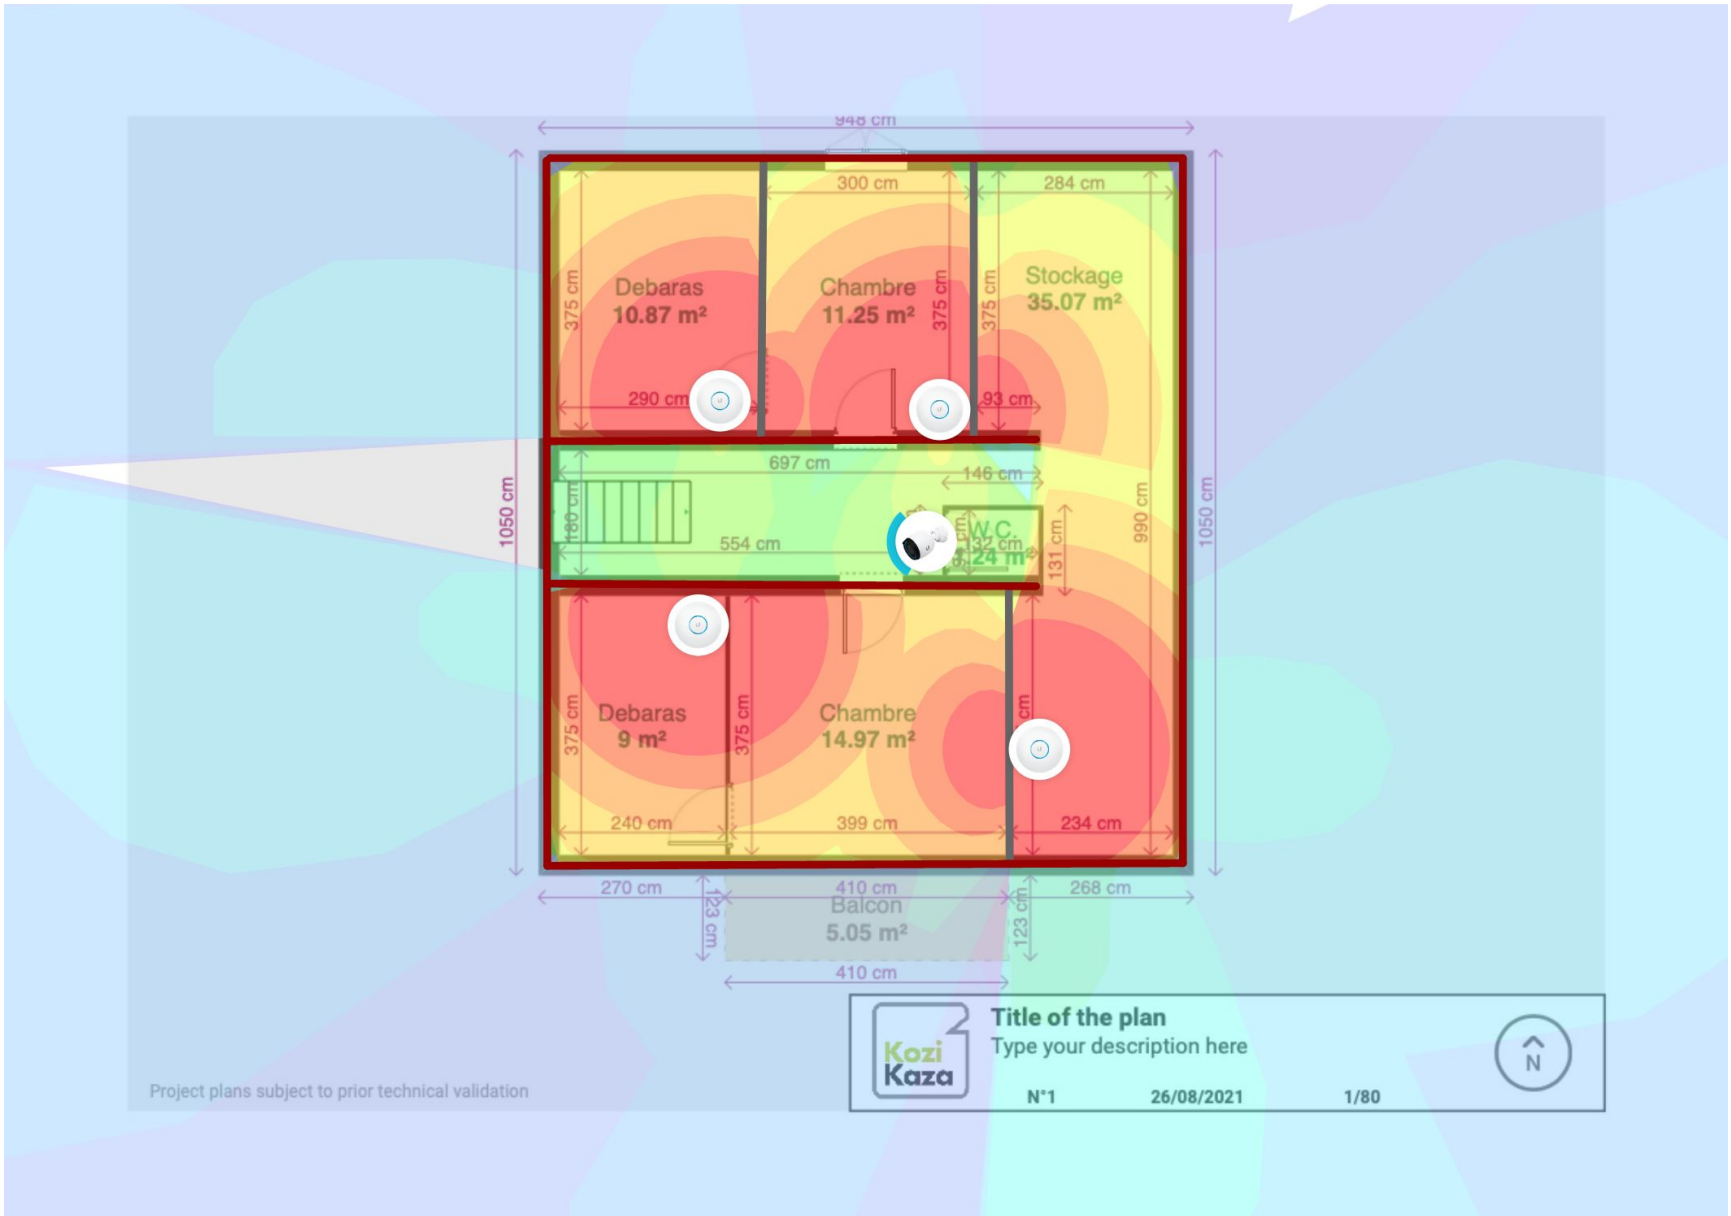 948 cm
300 cm
284 cm
375 cm
375 cm
375 cm
Debaras
10.87 m²
Chambre
11.25 m²
Stockage
35.07 m²
290 cm
93 cm
697 cm
146 cm
1050 cm
180 cm
990 cm
1050 cm
554 cm
W.C.
132 cm
131 cm
Debaras
9 m²
Chambre
14.97 m²
375 cm
375 cm
cm
240 cm
399 cm
234 cm
270 cm
410 cm
268 cm
123 cm
Balcon
5.05 m²
123 cm
410 cm
Kozi
Kaza
Title of the plan
Type your description here
N°1
26/08/2021
1/80
N
Project plans subject to prior technical validation